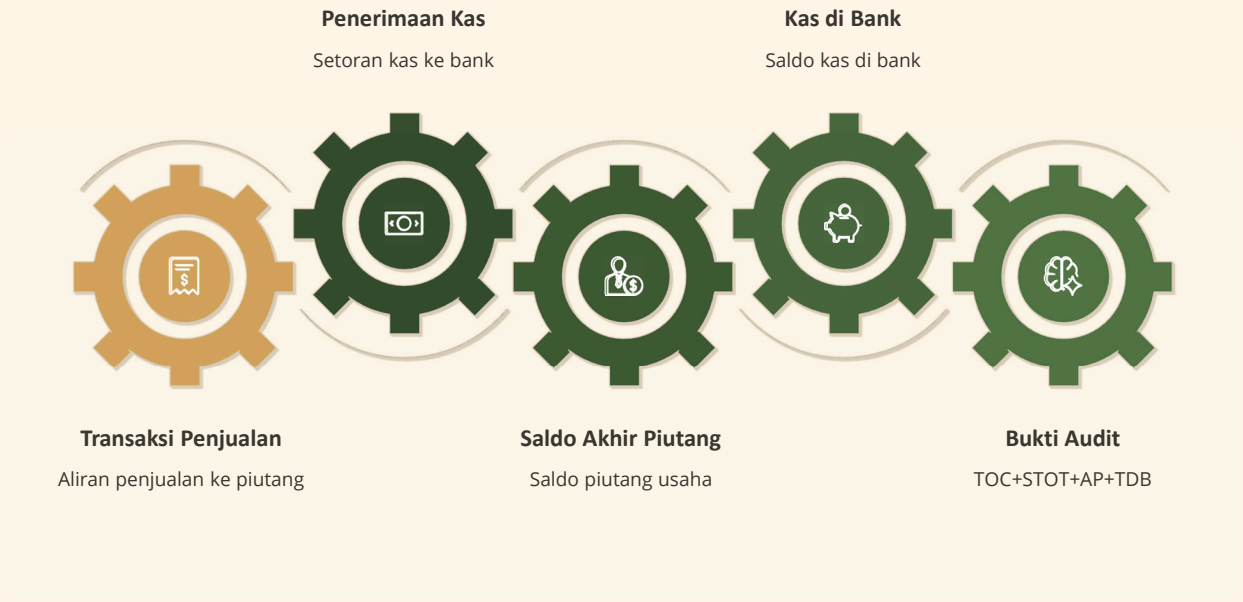 Penerimaan Kas
Setoran kas ke bank
Kas di Bank
Saldo kas di bank
Transaksi Penjualan
Aliran penjualan ke piutang
Saldo Akhir Piutang
Saldo piutang usaha
Bukti Audit
TOC+STOT+AP+TDB